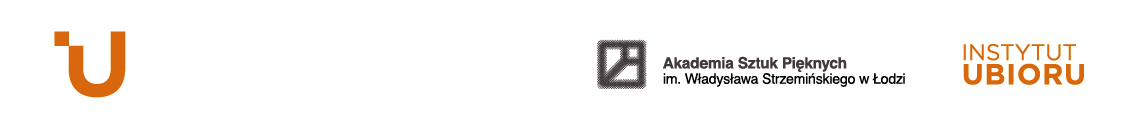 U
Akademia Sztuk Pięknych
im. Władysława Strzemińskiego w Łodzi
INSTYTUT
UBIORU